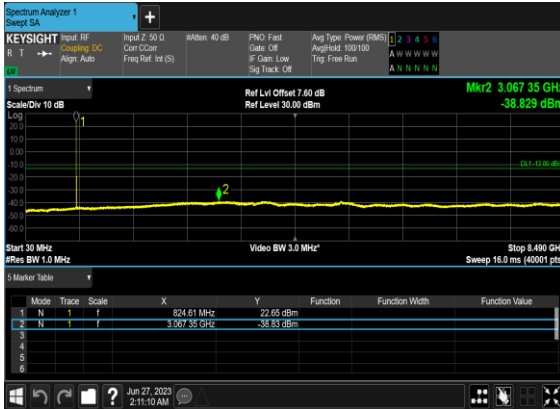 Spectrum Analyzer 1
Swept SA
+
KEYSIGHT Input: RF Input Z: 50 Ω #Atten: 40 dB PNO: Fast Avg Type: Power (RMS) 1 2 3 4 5 6
R T Coupling: DC Corr CCorr Gate: Off Avg|Hold: 100/100 A W W W W W
Align: Auto Freq Ref: Int (S) IF Gain: Low Trig: Free Run
Sig Track: Off A N N N N N
1 Spectrum Ref Lvl Offset 7.60 dB Mkr2 3.067 35 GHz
Scale/Div 10 dB Ref Level 30.00 dBm -38.829 dBm
Log
20.0
10.0
0.00
-10.0
-20.0
-30.0
-40.0
-50.0
-60.0
1
DL1 -13.00 dBm
2
Start 30 MHz Video BW 3.0 MHz* Stop 8.490 GH
#Res BW 1.0 MHz Sweep 16.0 ms (40001 pts
5 Marker Table
Mode Trace Scale X Y Function Function Width Function Value
1 N 1 f 824.61 MHz 22.65 dBm
2 N 1 f 3.067 35 GHz -38.83 dBm
3
4
5
6
? Jun 27, 2023
2:11:10 AM